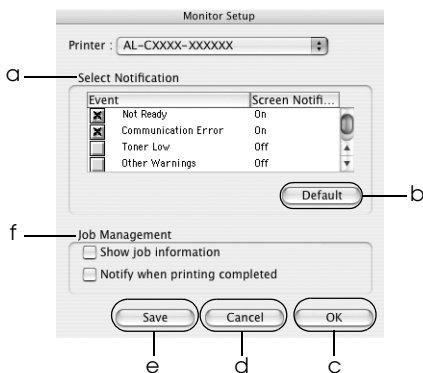 Monitor Setup
Printer : AL-CXXXX-XXXXXX
a
Select Notification
Event Screen Notifi...
Not Ready On
Communication Error On
Toner Low Off
Other Warnings Off
Default
b
f
Job Management
Show job information
Notify when printing completed
Save Cancel OK
e d c